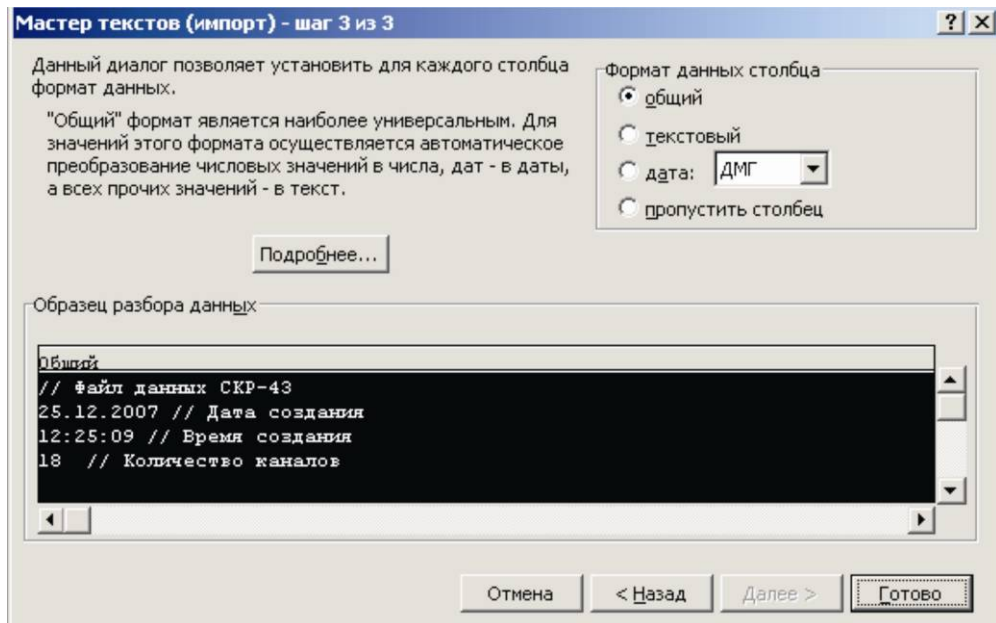 Мастер текстов (импорт) - шаг 3 из 3
Данный диалог позволяет установить для каждого столбца
формат данных.
"Общий" формат является наиболее универсальным. Для
значений этого формата осуществляется автоматическое
преобразование числовых значений в числа, дат - в даты,
а всех прочих значений - в текст.
Подробнее...
Формат данных столбца
общий
текстовый
дата: ДМГ
пропустить столбец
Образец разбора данных
Общий
// Файл данных СКР-43
25.12.2007 // Дата создания
12:25:09 // Время создания
18 // Количество каналов
Отмена
< Назад
Далее >
Готово